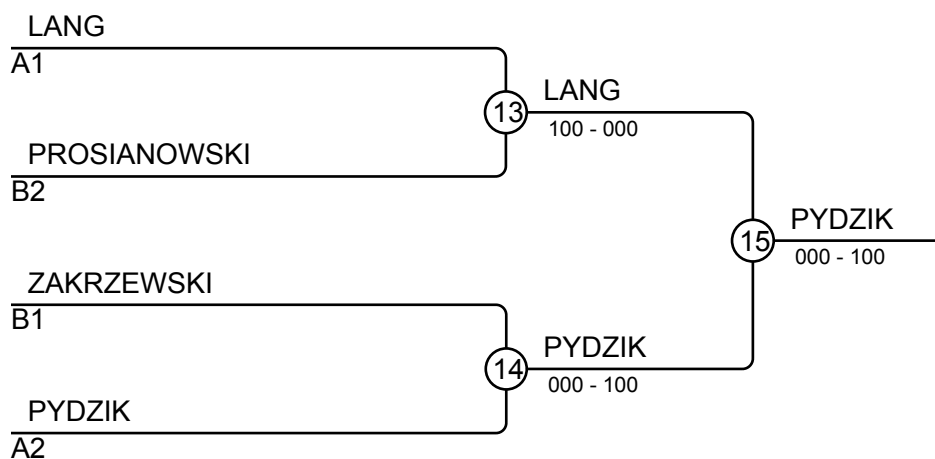 LANG
A1
13
LANG
100 - 000
PROSIANOWSKI
B2
15
PYDZIK
000 - 100
ZAKRZEWSKI
B1
14
PYDZIK
000 - 100
PYDZIK
A2